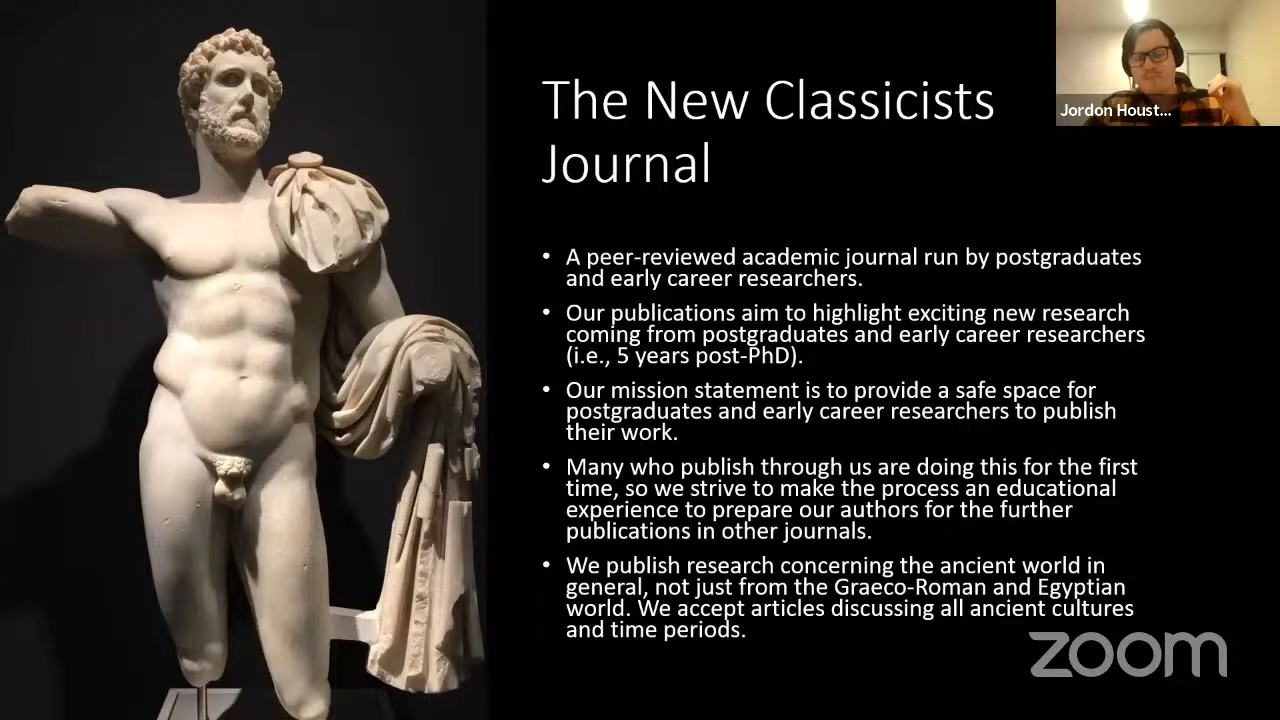 The New Classicists
Journal
Jordon Houst...
• A peer-reviewed academic journal run by postgraduates
and early career researchers.
• Our publications aim to highlight exciting new research
coming from postgraduates and early career researchers
(i.e., 5 years post-PhD).
• Our mission statement is to provide a safe space for
postgraduates and early career researchers to publish
their work.
• Many who publish through us are doing this for the first
time, so we strive to make the process an educational
experience to prepare our authors for the further
publications in other journals.
• We publish research concerning the ancient world in
general, not just from the Graeco-Roman and Egyptian
world. We accept articles discussing all ancient cultures
and time periods.
zoom